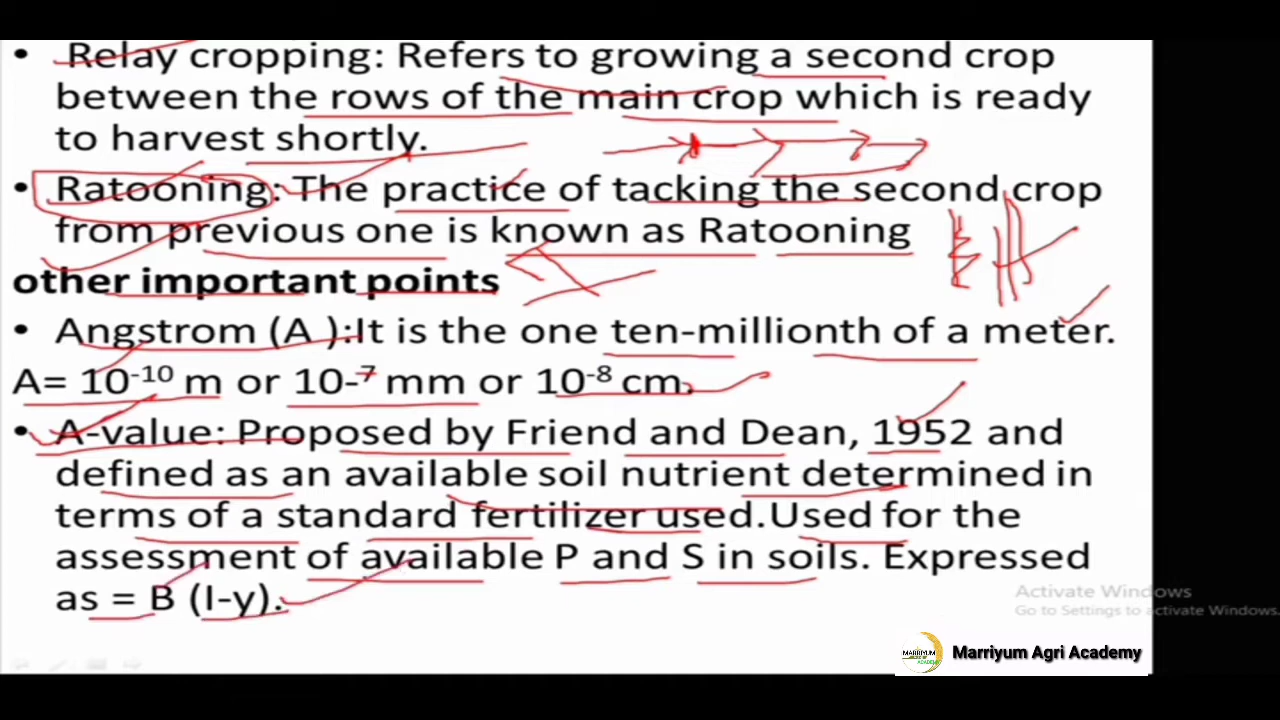 • Relay cropping: Refers to growing a second crop
between the rows of the main crop which is ready
to harvest shortly.
• Ratooning: The practice of tacking the second crop
from previous one is known as Ratooning
other important points
• Angstrom (A ):It is the one ten-millionth of a meter.
A= 10⁻¹⁰ m or 10-⁷ mm or 10⁻⁸ cm.
• A-value: Proposed by Friend and Dean, 1952 and
defined as an available soil nutrient determined in
terms of a standard fertilizer used.Used for the
assessment of available P and S in soils. Expressed
as = B (I-y).
Activate Windows
Go to Settings to activate Windows.
MARRIYUM
ACADEMY
Marriyum Agri Academy